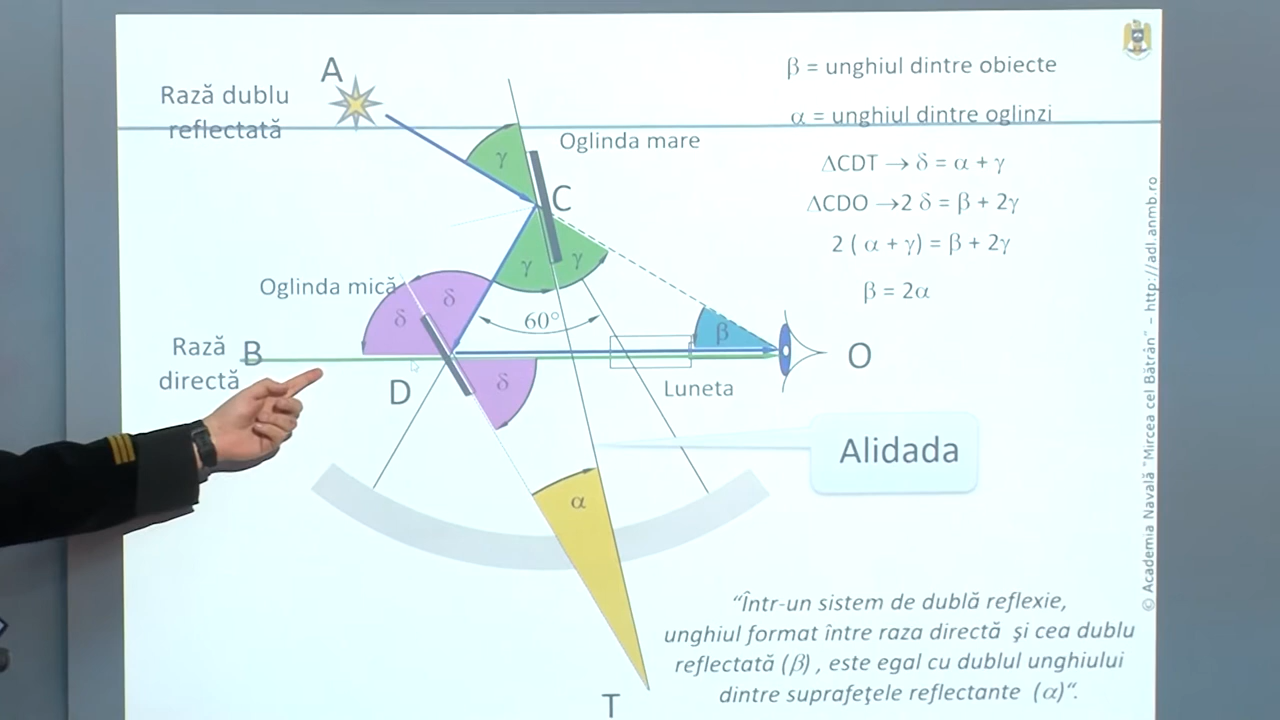 A
Rază dublu
reflectată
β = unghiul dintre obiecte
α = unghiul dintre oglinzi
γ
Oglinda mare
ΔCDT → δ = α + γ
C
ΔCDO →2 δ = β + 2γ
2 ( α + γ) = β + 2γ
γ
γ
Oglinda mică
δ
δ
β = 2α
60°
β
Rază
directă
B
O
D
δ
Luneta
Alidada
α
T
“Într-un sistem de dublă reflexie,
unghiul format între raza directă și cea dublu
reflectată (β) , este egal cu dublul unghiului
dintre suprafețele reflectante (α)“.
© Academia Navală "Mircea cel Bătrân" – http://adl.anmb.ro